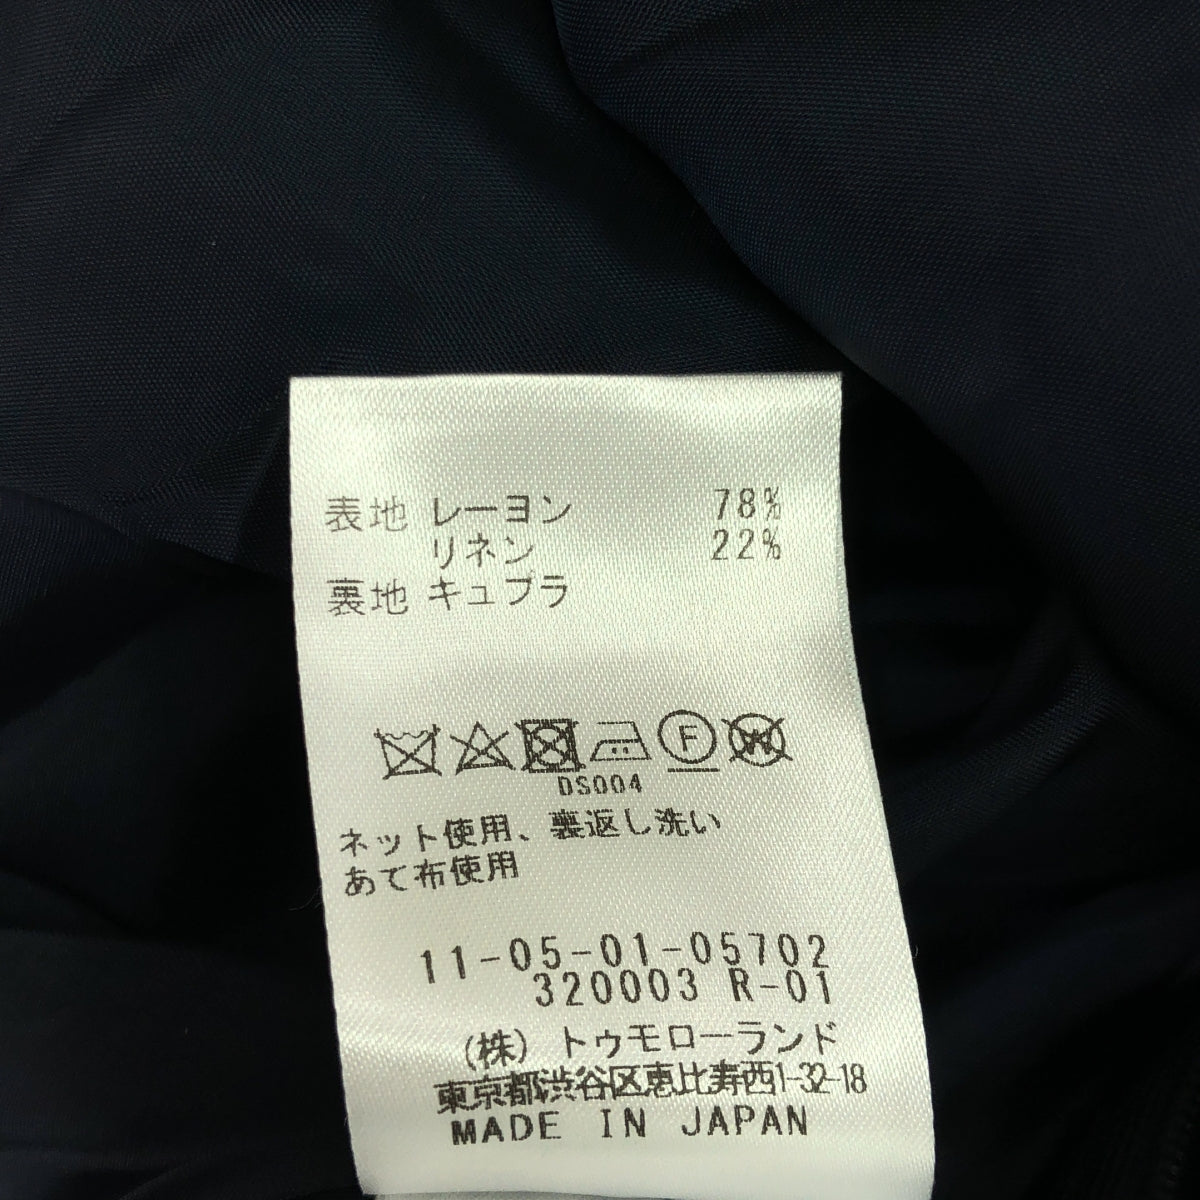 表地 レーヨン 78%
リネン 22%
裏地 キュプラ
F W
DS004
ネット使用、裏返し洗い
あて布使用
11-05-01-05702
320003 R-01
(株) トゥモローランド
東京都渋谷区恵比寿西1-32-18
MADE IN JAPAN